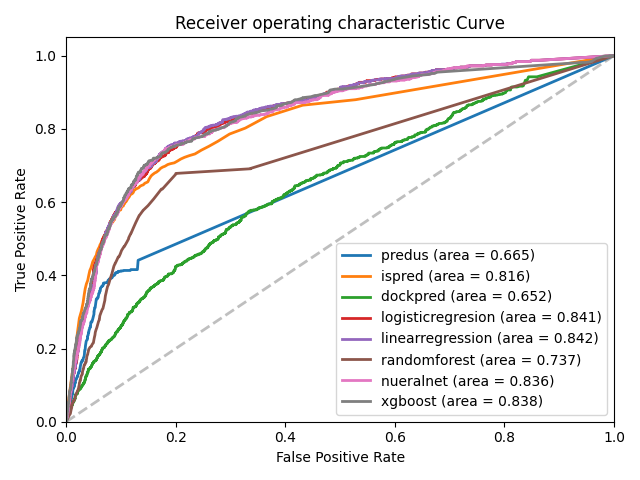 Receiver operating characteristic Curve
True Positive Rate
1.0
0.8
0.6
0.4
0.2
0.0
predus (area = 0.665)
ispred (area = 0.816)
dockpred (area = 0.652)
logisticregresion (area = 0.841)
linearregression (area = 0.842)
randomforest (area = 0.737)
nueralnet (area = 0.836)
xgboost (area = 0.838)
0.0 0.2 0.4 0.6 0.8 1.0
False Positive Rate